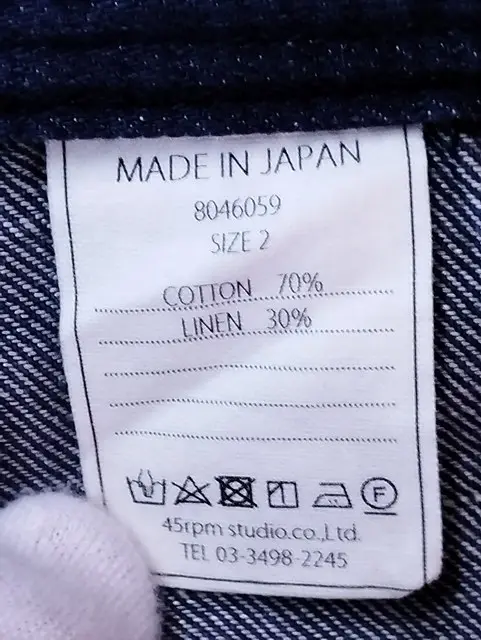 MADE IN JAPAN
8046059
SIZE 2
COTTON 70%
LINEN 30%
F
45rpm studio.co.,Ltd.
TEL 03-3498-2245